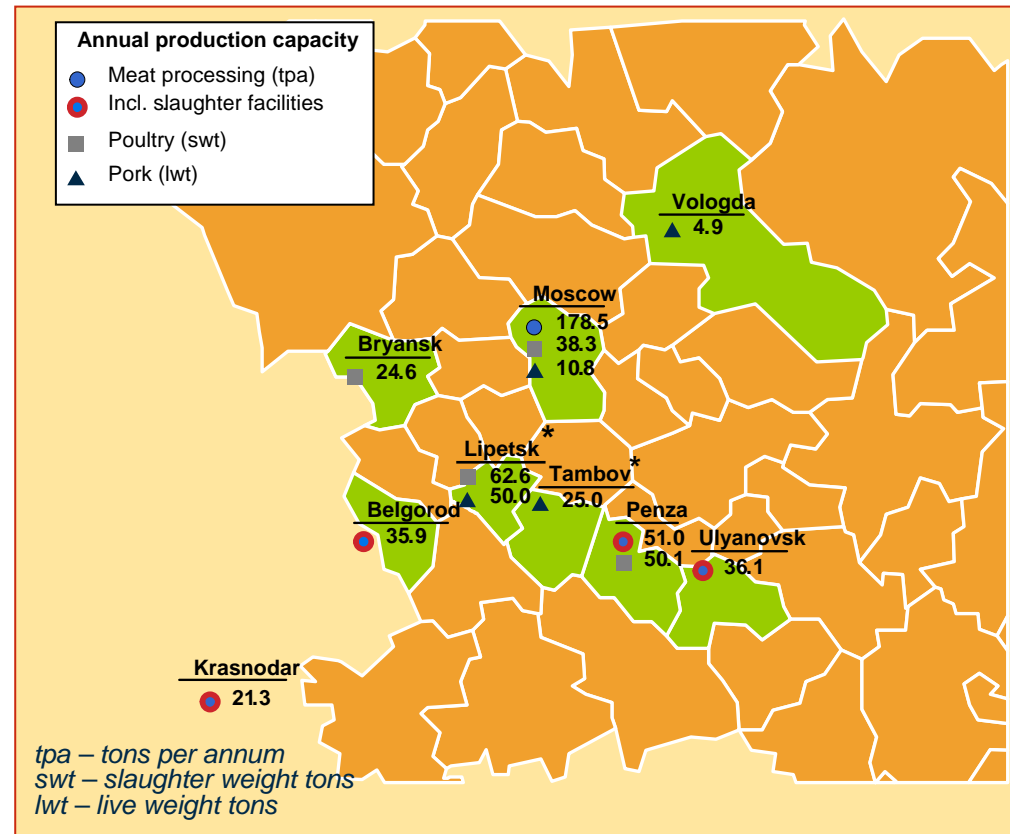 Annual production capacity
Meat processing (tpa)
Incl. slaughter facilities
Poultry (swt)
Pork (lwt)
Vologda
4.9
Moscow
178.5
38.3
10.8
Bryansk
24.6
Lipetsk*
62.6
50.0
Tambov*
25.0
Belgorod
35.9
Penza
51.0
50.1
Ulyanovsk
36.1
Krasnodar
21.3
tpa – tons per annum
swt – slaughter weight tons
lwt – live weight tons